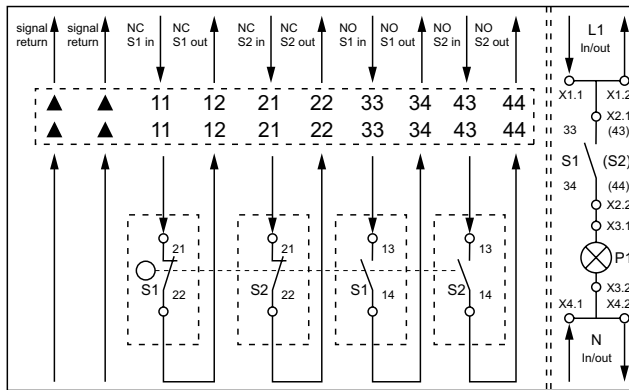 signal return
signal return
NC S1 in
NC S1 out
NC S2 in
NC S2 out
NO S1 in
NO S1 out
NO S2 in
NO S2 out
▲ ▲ 11 12 21 22 33 34 43 44
▲ ▲ 11 12 21 22 33 34 43 44
21
S1
22
21
S2
22
13
S1
14
13
S2
14
L1
In/out
X1.1 X1.2
X2.1
33 (43)
S1 (S2)
34 (44)
X2.2
X3.1
P1
X3.2
X4.1 X4.2
N
In/out